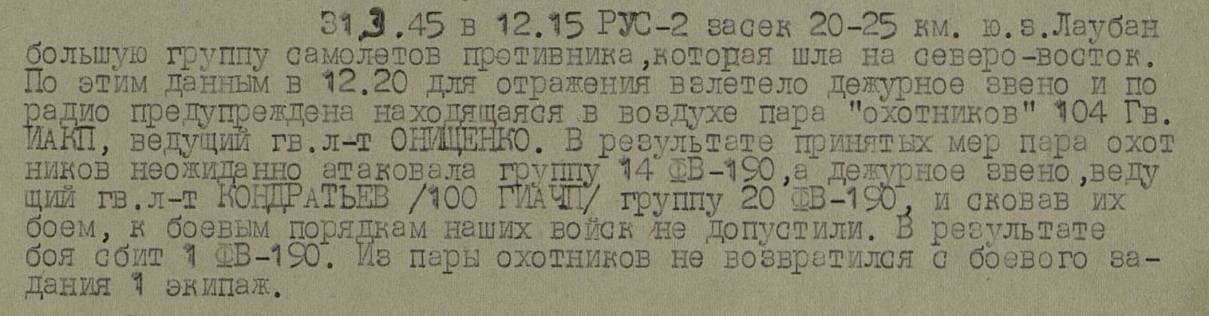 31.3.45 в 12.15 РУС-2 засек 20-25 км. ю.з.Лаубан
большую группу самолетов противника,которая шла на северо-восток.
По этим данным в 12.20 для отражения взлетело дежурное звено и по
радио предупреждена находящаяся в воздухе пара "охотников" 104 Гв.
ИАКП, ведущий гв.л-т ОНИЩЕНКО. В результате принятых мер пара охот
ников неожиданно атаковала группу 14 ФВ-190,а дежурное звено,веду
щий гв.л-т КОНДРАТЬЕВ /100 ГИАЧП/ группу 20 ФВ-190, и сковав их
боем, к боевым порядкам наших войск не допустили. В результате
боя сбит 1 ФВ-190. Из пары охотников не возвратился с боевого за-
дания 1 экипаж.